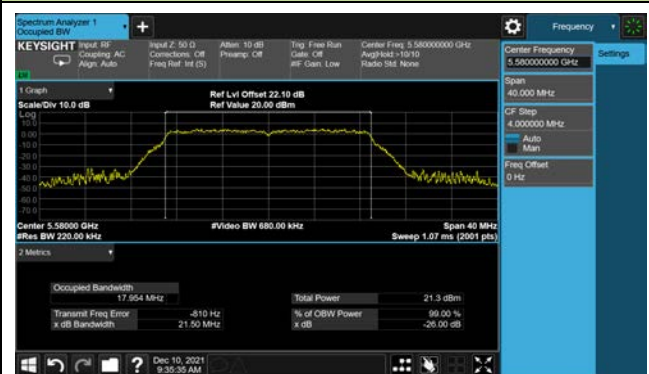 Spectrum Analyzer 1
Occupied BW
+
Frequency
KEYSIGHT
Input: RF
Coupling: AC
Align: Auto
Input Z: 50 Ω
Corrections: Off
Freq Ref: Int (S)
Atten: 10 dB
Preamp: Off
Trig: Free Run
Gate: Off
#IF Gain: Low
Center Freq: 5.580000000 GHz
Avg|Hold:>10/10
Radio Std: None
Center Frequency
5.580000000 GHz
Settings
Span
40.000 MHz
CF Step
4.000000 MHz
Auto
Man
Freq Offset
0 Hz
1 Graph
Scale/Div 10.0 dB
Ref Lvl Offset 22.10 dB
Ref Value 20.00 dBm
Log
10.0
0.00
-10.0
-20.0
-30.0
-40.0
-50.0
-60.0
-70.0
Center 5.58000 GHz
#Res BW 220.00 kHz
#Video BW 680.00 kHz
Span 40 MHz
Sweep 1.07 ms (2001 pts)
2 Metrics
Occupied Bandwidth
17.954 MHz
Total Power 21.3 dBm
Transmit Freq Error -810 Hz
% of OBW Power 99.00 %
x dB Bandwidth 21.50 MHz
x dB -26.00 dB
?
Dec 10, 2021
9:35:35 AM